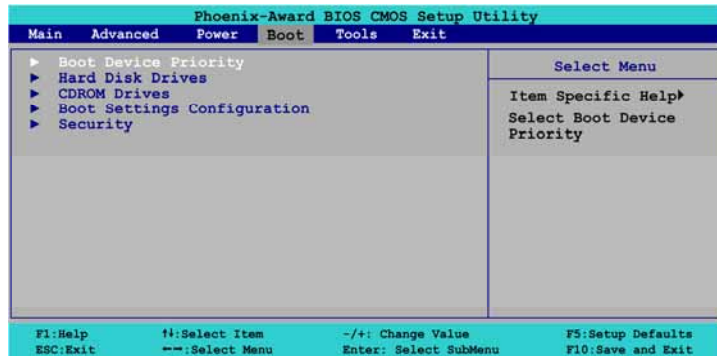 Phoenix-Award BIOS CMOS Setup Utility
Main Advanced Power Boot Tools Exit
► Boot Device Priority
► Hard Disk Drives
► CDROM Drives
► Boot Settings Configuration
► Security
Select Menu
Item Specific Help►
Select Boot Device
Priority
F1:Help ↑↓:Select Item -/+: Change Value F5:Setup Defaults
ESC:Exit ←→:Select Menu Enter: Select SubMenu F10:Save and Exit